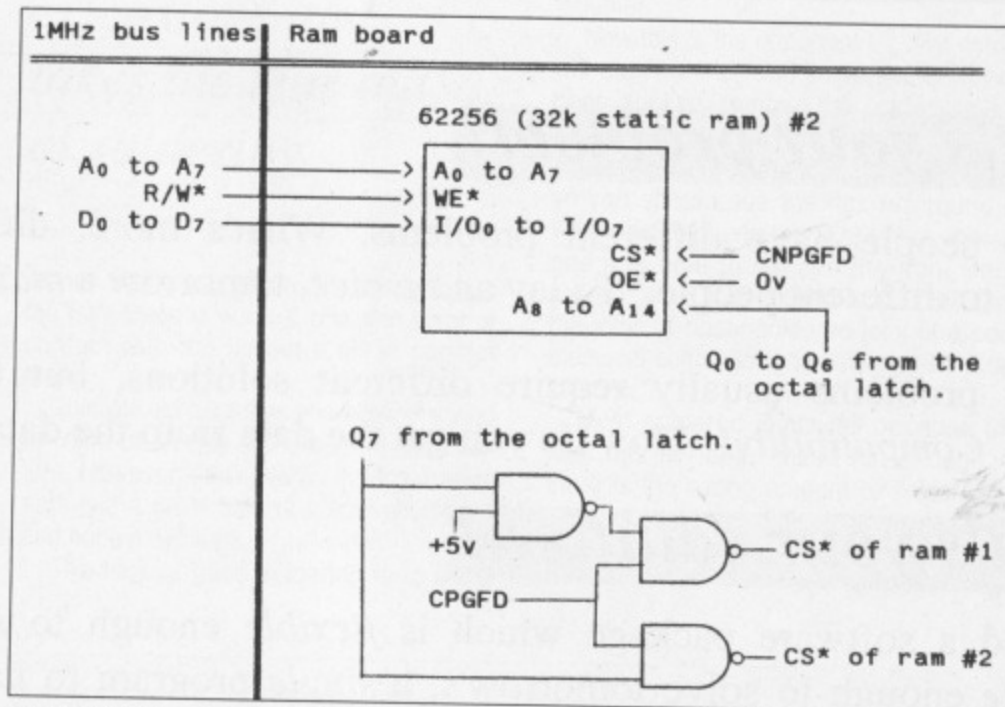 1MHz bus lines Ram board
62256 (32k static ram) #2
A₀ to A₇ A₀ to A₇
R/W* WE*
D₀ to D₇ I/O₀ to I/O₇
CS* CNPGFD
OE* 0v
A₈ to A₁₄
Q₀ to Q₆ from the
octal latch.
Q₇ from the octal latch.
+5v
CS* of ram #1
CPGFD
CS* of ram #2